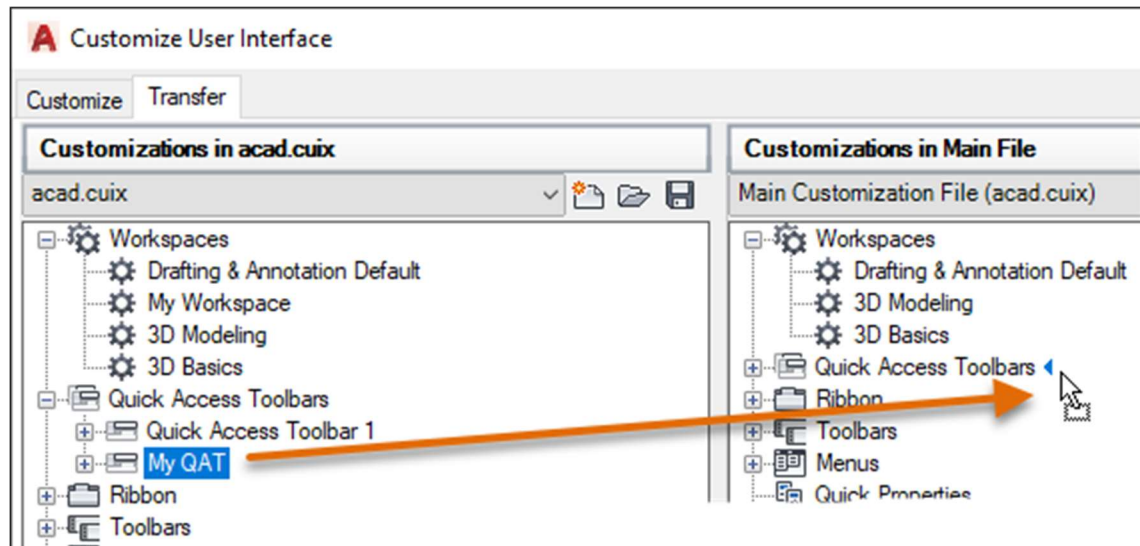 Customize User Interface
Customize Transfer
Customizations in acad.cuix
acad.cuix
Workspaces
Drafting & Annotation Default
My Workspace
3D Modeling
3D Basics
Quick Access Toolbars
Quick Access Toolbar 1
My QAT
Ribbon
Toolbars
Customizations in Main File
Main Customization File (acad.cuix)
Workspaces
Drafting & Annotation Default
3D Modeling
3D Basics
Quick Access Toolbars
Ribbon
Toolbars
Menus
Quick Properties